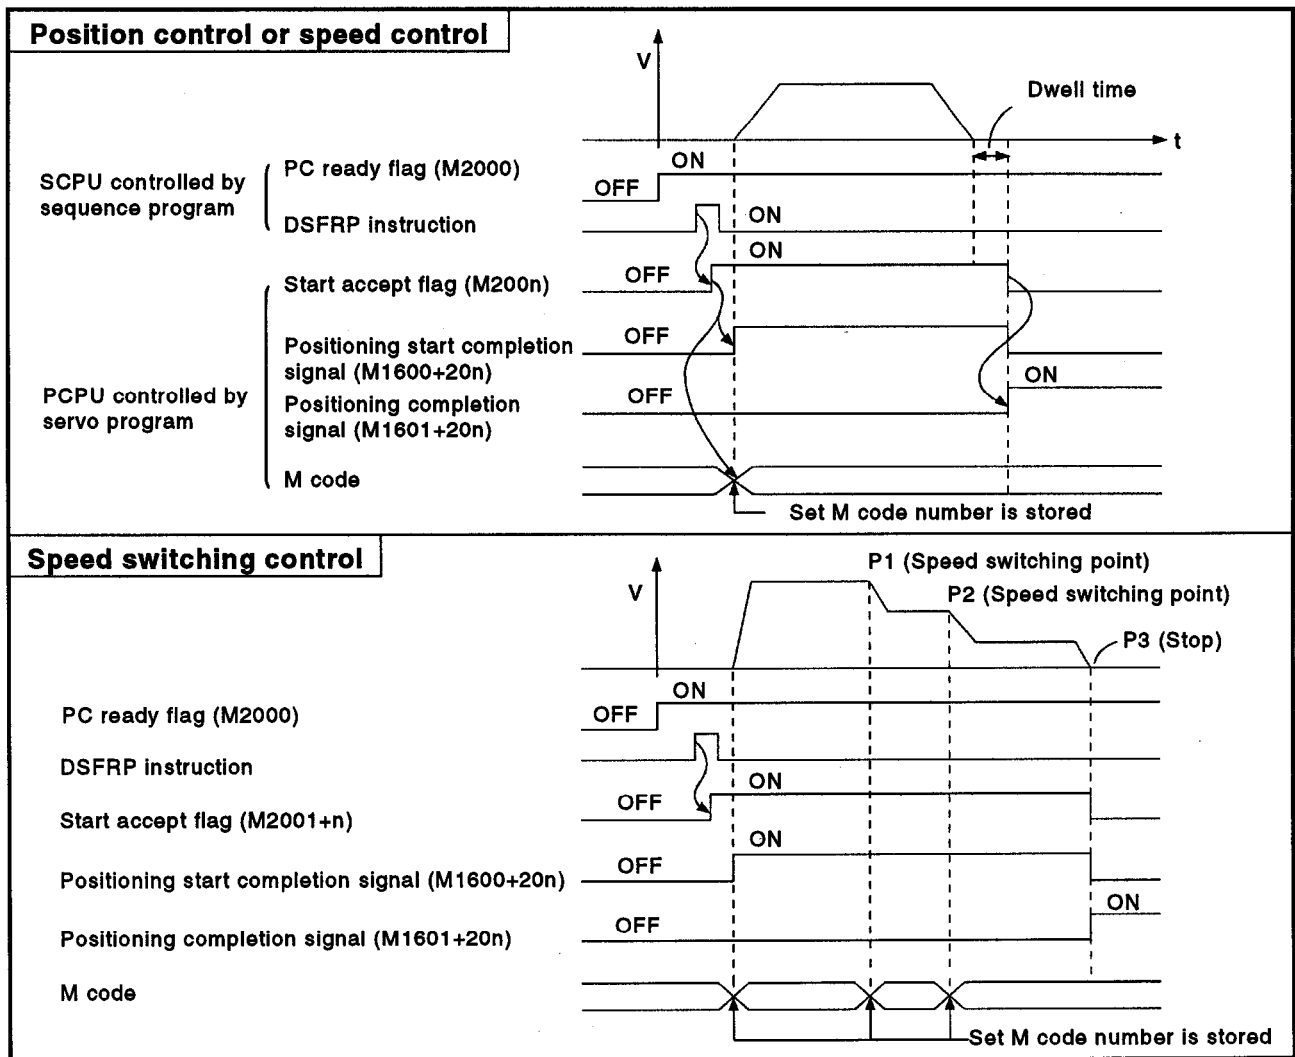 Position control or speed control
V
Dwell time
t
SCPU controlled by
sequence program
PC ready flag (M2000)
OFF
ON
DSFRP instruction
ON
PCPU controlled by
servo program
Start accept flag (M200n)
OFF
ON
Positioning start completion
signal (M1600+20n)
OFF
Positioning completion
signal (M1601+20n)
OFF
ON
M code
Set M code number is stored
Speed switching control
V
P1 (Speed switching point)
P2 (Speed switching point)
P3 (Stop)
PC ready flag (M2000)
OFF
ON
DSFRP instruction
Start accept flag (M2001+n)
OFF
ON
Positioning start completion signal (M1600+20n)
OFF
ON
Positioning completion signal (M1601+20n)
OFF
ON
M code
Set M code number is stored